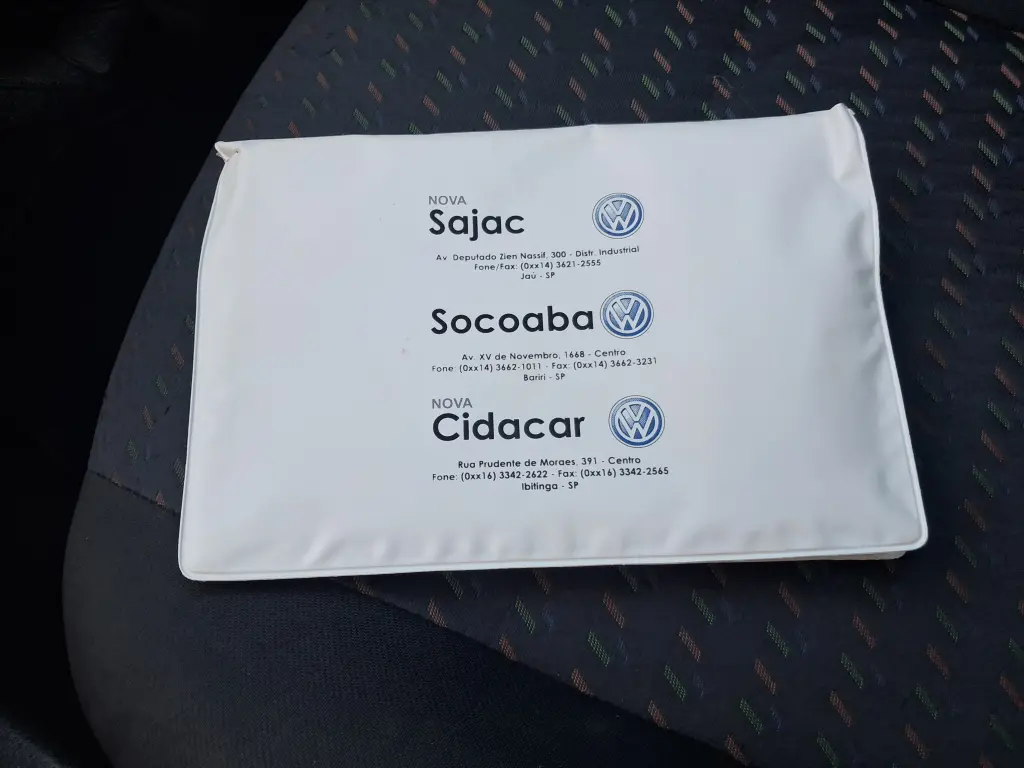 NOVA
Sajac
Av. Deputado Zien Nassif, 300 - Distr. Industrial
Fone/Fax: (0xx14) 3621-2555
Jaú - SP
Socoaba
Av. XV de Novembro, 1668 - Centro
Fone: (0xx14) 3662-1011 - Fax: (0xx14) 3662-3231
Bariri - SP
NOVA
Cidacar
Rua Prudente de Moraes, 391 - Centro
Fone: (0xx16) 3342-2622 - Fax: (0xx16) 3342-2565
Ibitinga - SP